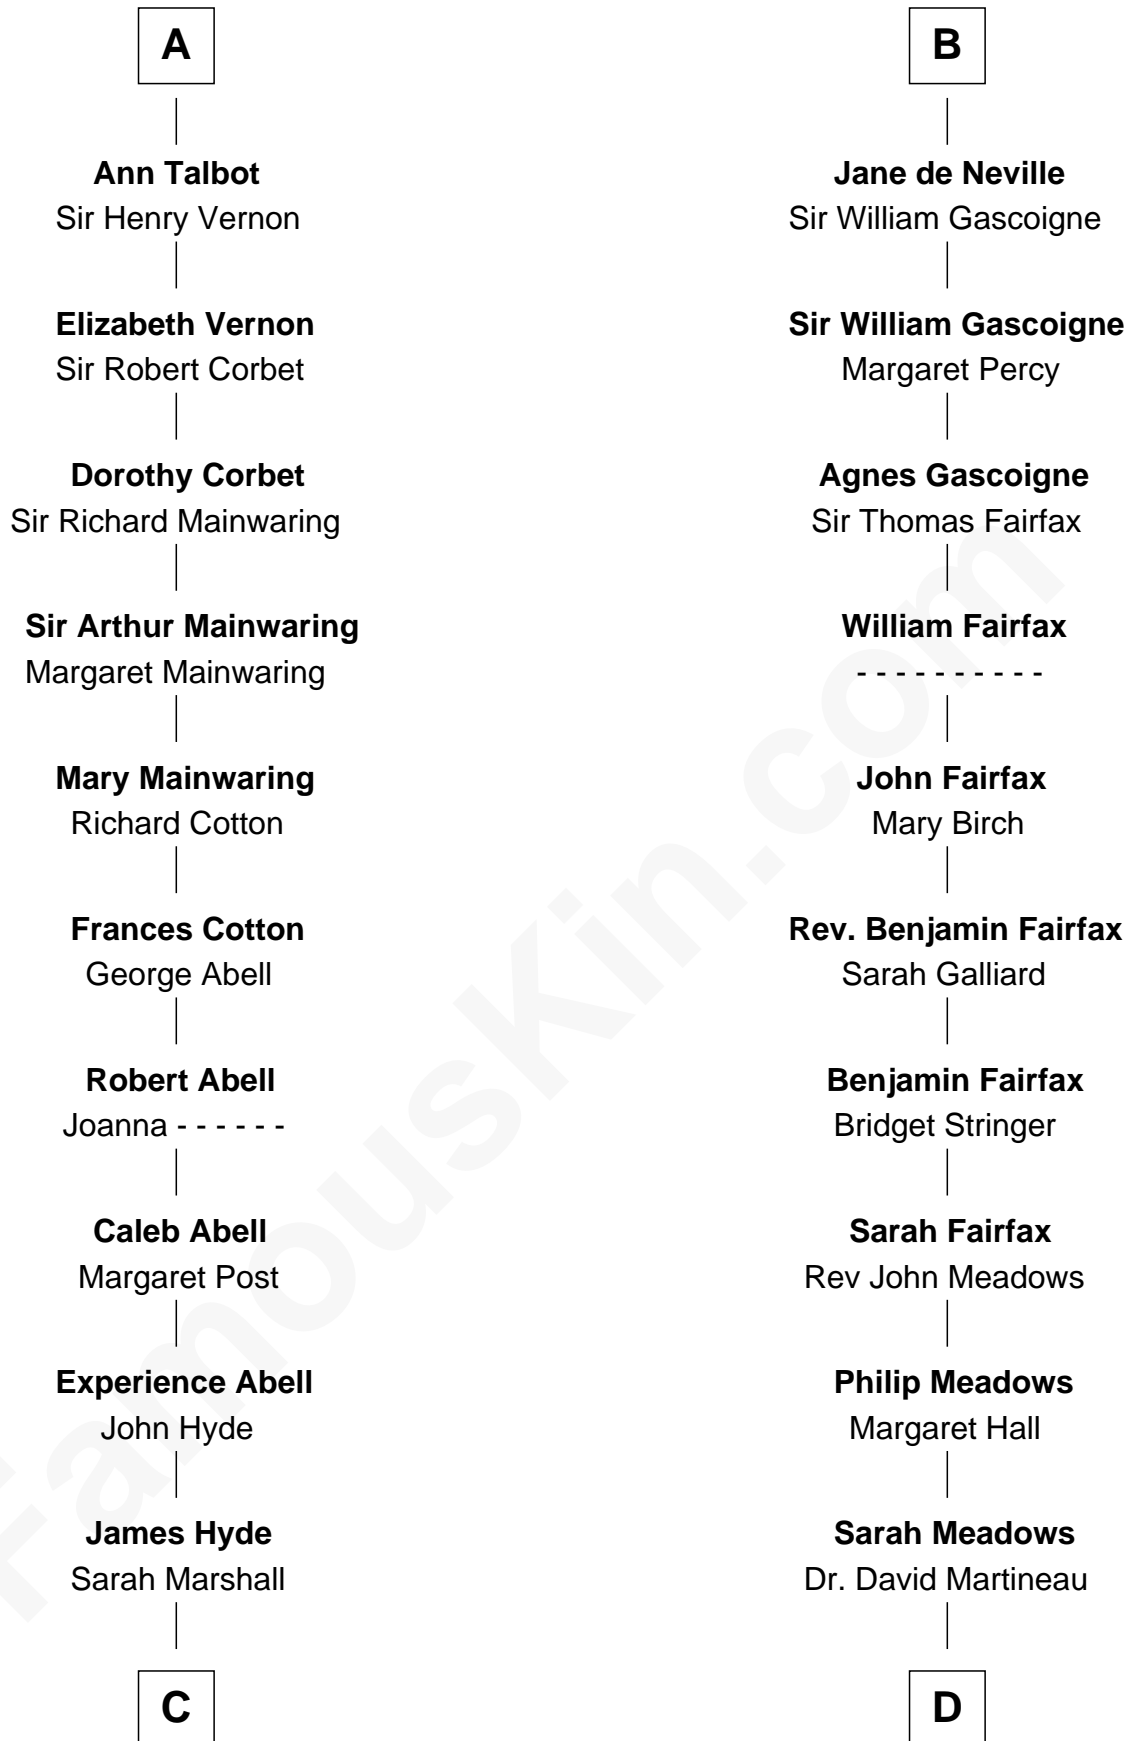 A
Ann Talbot
Sir Henry Vernon
Elizabeth Vernon
Sir Robert Corbet
Dorothy Corbet
Sir Richard Mainwaring
Sir Arthur Mainwaring
Margaret Mainwaring
Mary Mainwaring
Richard Cotton
Frances Cotton
George Abell
Robert Abell
Joanna - - - - - -
Caleb Abell
Margaret Post
Experience Abell
John Hyde
James Hyde
Sarah Marshall
C
B
Jane de Neville
Sir William Gascoigne
Sir William Gascoigne
Margaret Percy
Agnes Gascoigne
Sir Thomas Fairfax
William Fairfax
- - - - - - - - - -
John Fairfax
Mary Birch
Rev. Benjamin Fairfax
Sarah Galliard
Benjamin Fairfax
Bridget Stringer
Sarah Fairfax
Rev John Meadows
Philip Meadows
Margaret Hall
Sarah Meadows
Dr. David Martineau
D
FamousKin.com